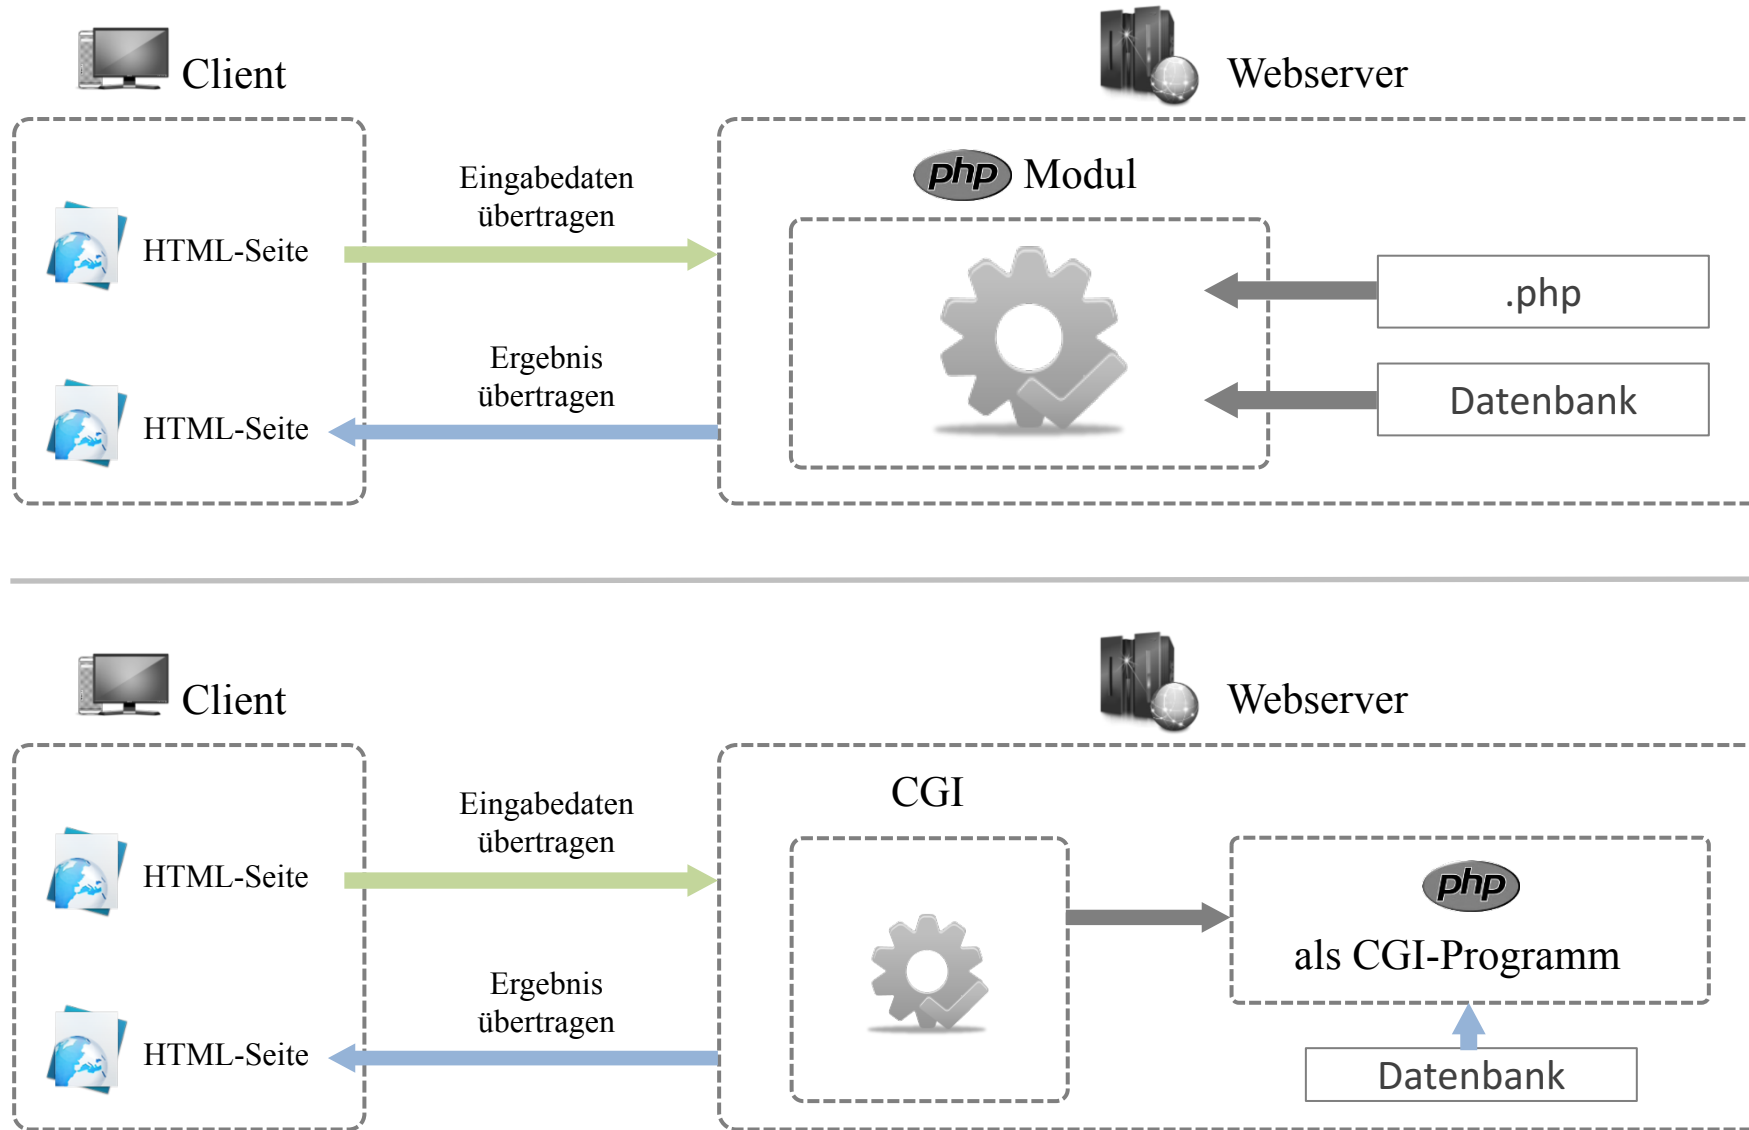 Client
Webserver
php Modul
Eingabedaten
übertragen
HTML-Seite
.php
Ergebnis
übertragen
HTML-Seite
Datenbank
Client
Webserver
CGI
Eingabedaten
übertragen
HTML-Seite
php
als CGI-Programm
Ergebnis
übertragen
HTML-Seite
Datenbank